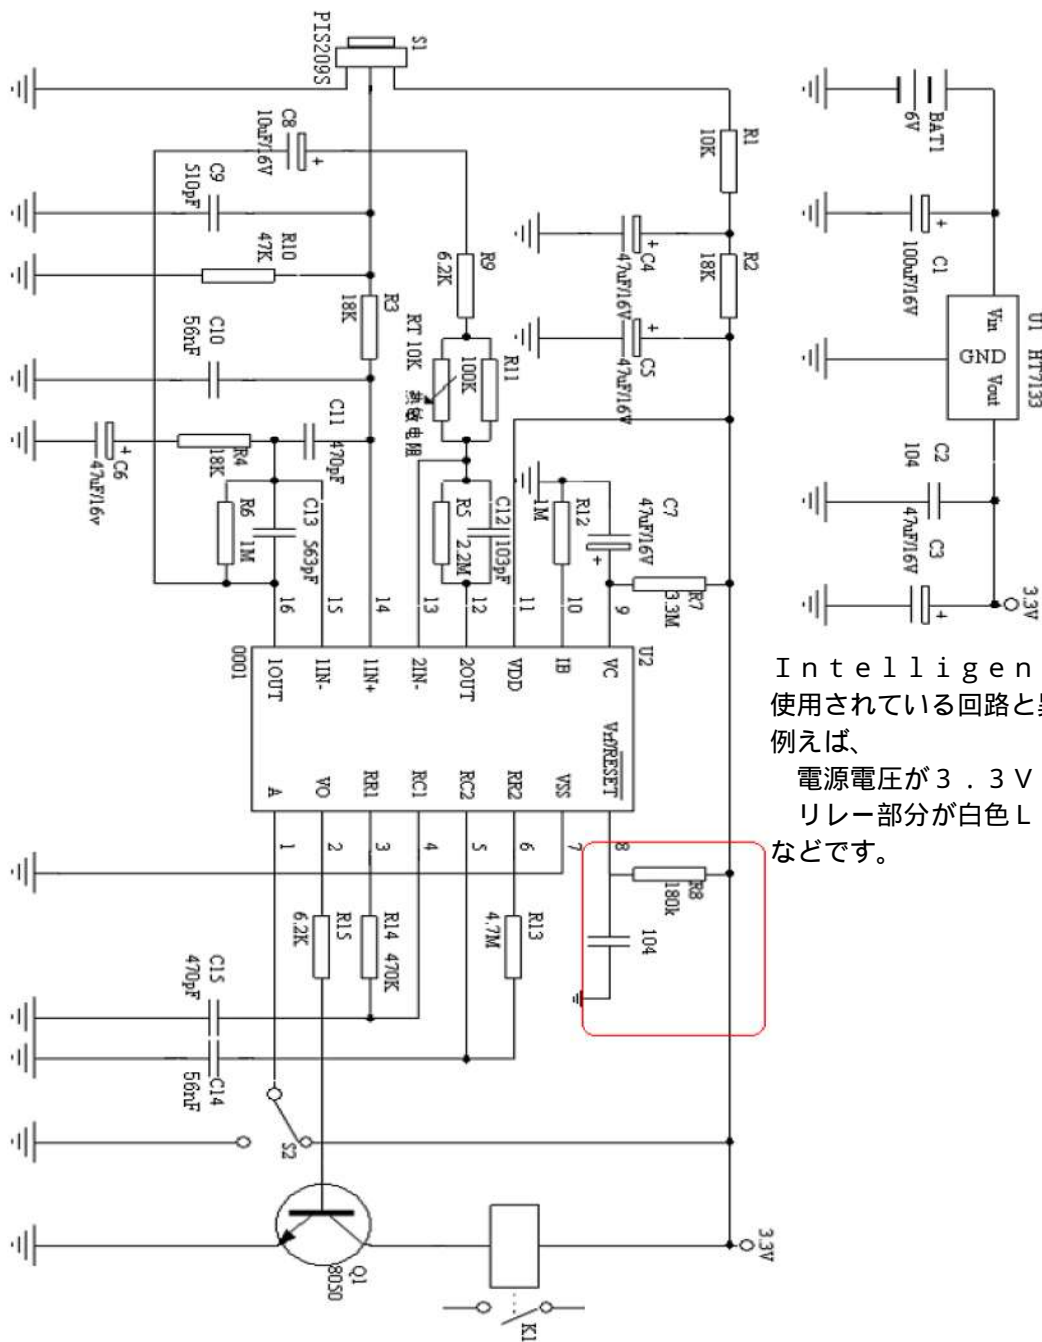 S1
PIS209S
C8
10uF/16V
+
C9
510pF
R10
47K
C10
56nF
R3
18K
R9
6.2K
R11
100K
RT 10K
热敏电阻
R1
10K
R2
18K
+
C4
47uF/16V
+
C5
47uF/16V
BAT1
6V
+
C1
100uF/16V
U1 HT7133
Vin
GND
Vout
C2
104
C3
47uF/16V
+
3.3V
C11
470pF
R4
18K
+
C6
47uF/16v
R6
1M
C13
563pF
R5
2.2M
C12
103pF
R12
1M
C7
47uF/16V
+
R7
3.3M
16
15
14
13
12
11
10
9
U2
0001
1OUT
1IN-
1IN+
2IN-
2OUT
VDD
IB
VC
A
VO
RR1
RC1
RC2
RR2
VSS
Vrf/RESET
1
2
3
4
5
6
7
8
Ｉｎｔｅｌｌｉｇｅｎ
使用されている回路と異
例えば、
電源電圧が３．３Ｖ
リレー部分が白色Ｌ
などです。
R8
180k
104
R15
6.2K
R14
470K
R13
4.7M
C15
470pF
C14
56nF
S2
Q1
8050
3.3V
K1